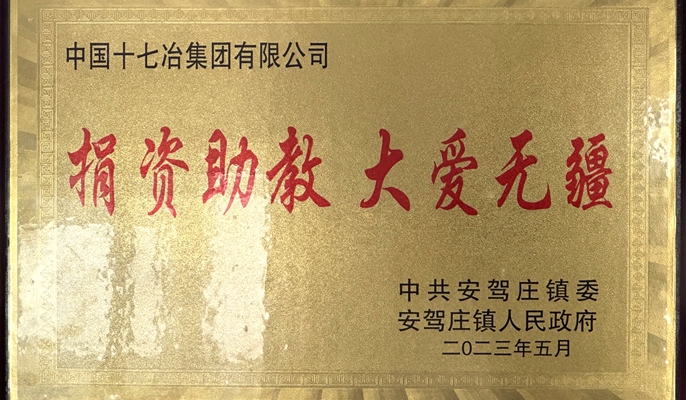 中国十七冶集团有限公司
捐资助教 大爱无疆
中共安驾庄镇委
安驾庄镇人民政府
二〇二三年五月